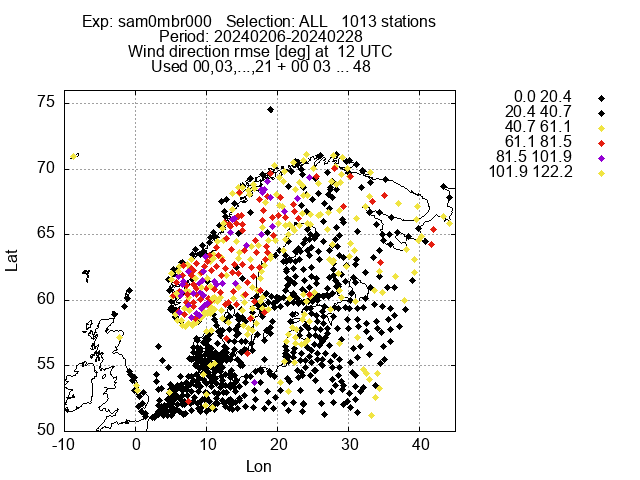 Exp: sam0mbr000 Selection: ALL 1013 stations
Period: 20240206-20240228
Wind direction rmse [deg] at 12 UTC
Used 00,03,...,21 + 00 03 ... 48
0.0 20.4
20.4 40.7
40.7 61.1
61.1 81.5
81.5 101.9
101.9 122.2
75
70
65
60
55
50
Lat
-10 0 10 20 30 40
Lon